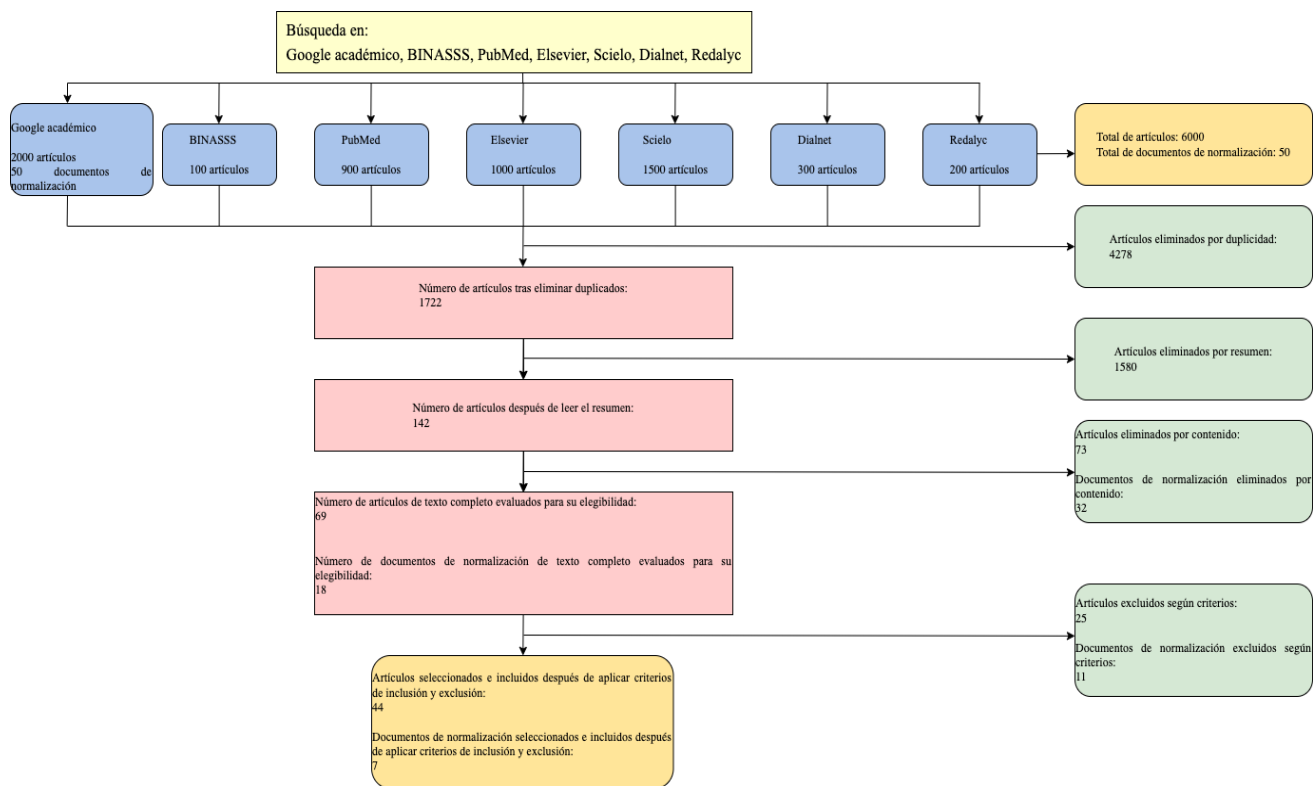 Búsqueda en:
Google académico, BINASSS, PubMed, Elsevier, Scielo, Dialnet, Redalyc
Google académico
2000 artículos
50 documentos de
normalización
BINASSS
100 artículos
PubMed
900 artículos
Elsevier
1000 artículos
Scielo
1500 artículos
Dialnet
300 artículos
Redalyc
200 artículos
Total de artículos: 6000
Total de documentos de normalización: 50
Artículos eliminados por duplicidad:
4278
Número de artículos tras eliminar duplicados:
1722
Artículos eliminados por resumen:
1580
Número de artículos después de leer el resumen:
142
Artículos eliminados por contenido:
73
Documentos de normalización eliminados por
contenido:
32
Número de artículos de texto completo evaluados para su elegibilidad:
69
Número de documentos de normalización de texto completo evaluados para su
elegibilidad:
18
Artículos excluidos según criterios:
25
Documentos de normalización excluidos según
criterios:
11
Artículos seleccionados e incluidos después de aplicar criterios
de inclusión y exclusión:
44
Documentos de normalización seleccionados e incluidos después
de aplicar criterios de inclusión y exclusión:
7